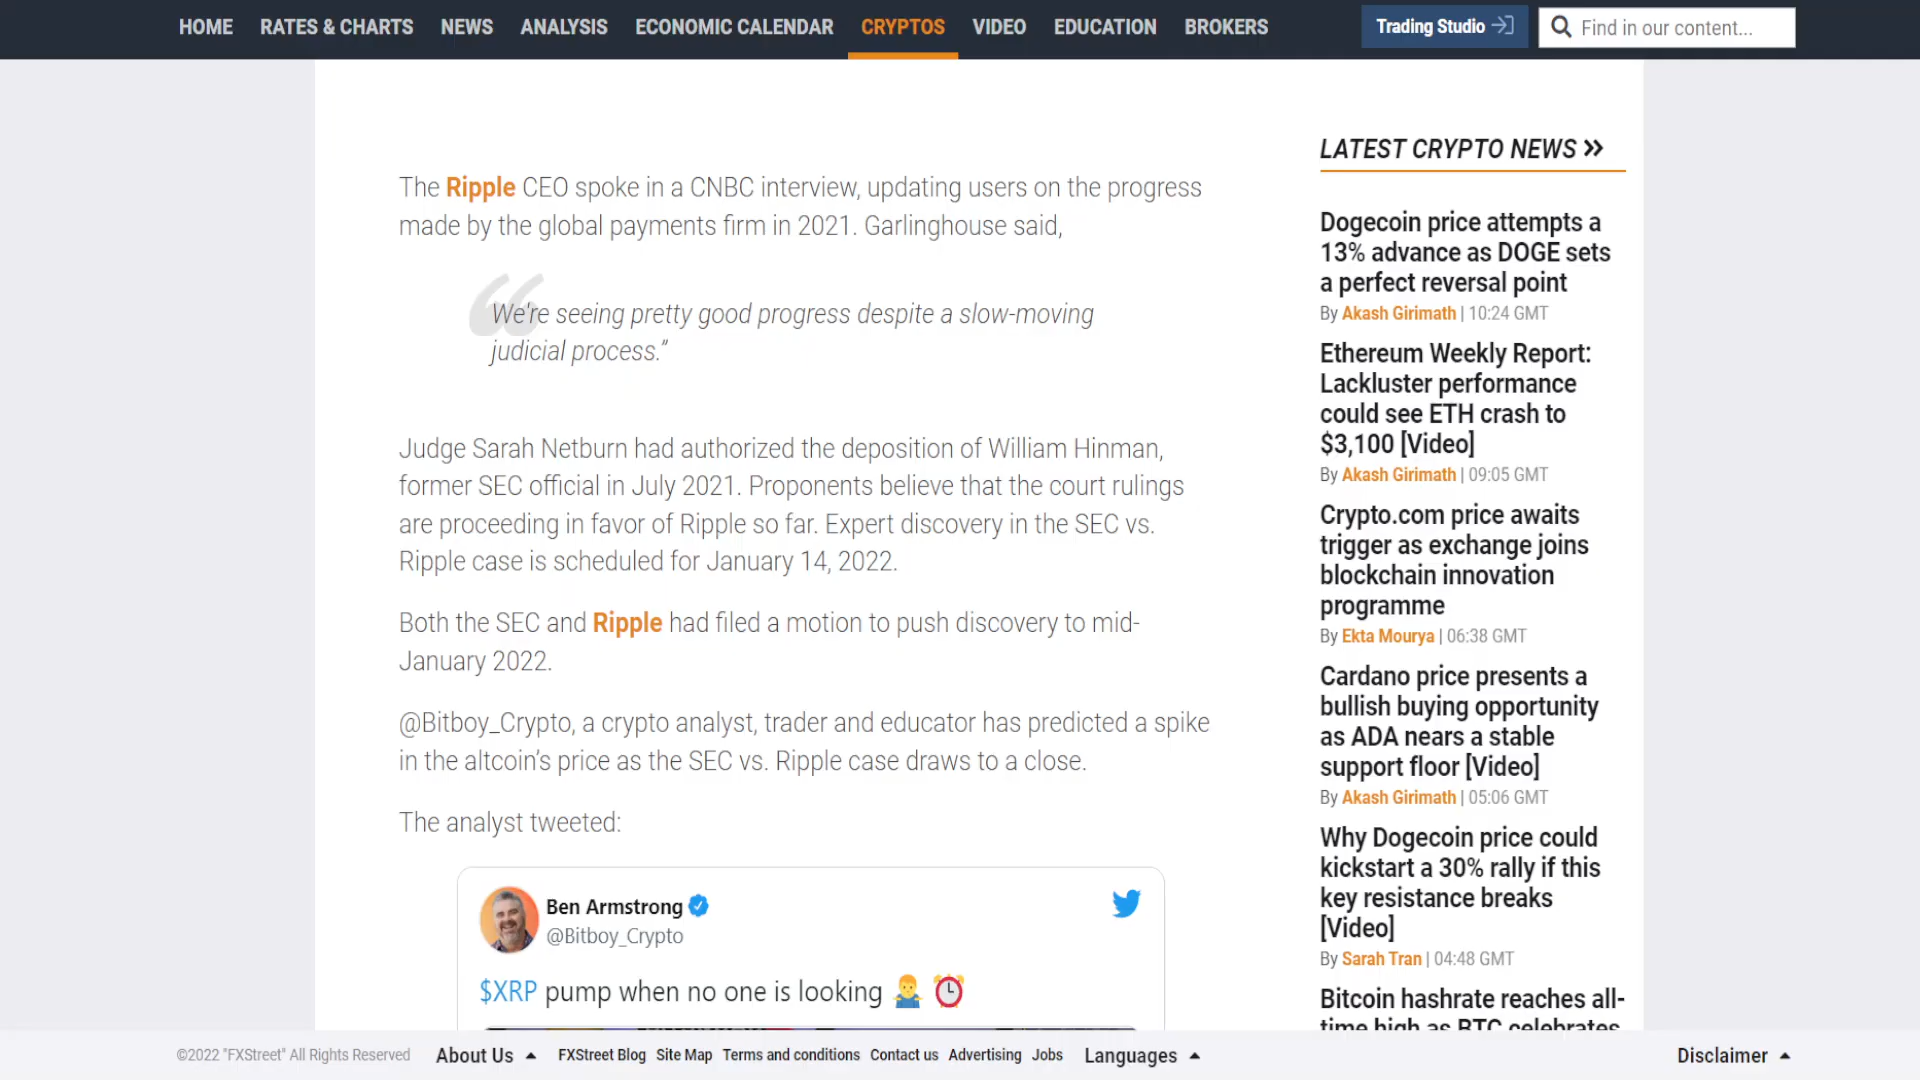 HOME RATES & CHARTS NEWS ANALYSIS ECONOMIC CALENDAR CRYPTOS VIDEO EDUCATION BROKERS Trading Studio Find in our content...
The Ripple CEO spoke in a CNBC interview, updating users on the progress
made by the global payments firm in 2021. Garlinghouse said,
We're seeing pretty good progress despite a slow-moving
judicial process.”
Judge Sarah Netburn had authorized the deposition of William Hinman,
former SEC official in July 2021. Proponents believe that the court rulings
are proceeding in favor of Ripple so far. Expert discovery in the SEC vs.
Ripple case is scheduled for January 14, 2022.
Both the SEC and Ripple had filed a motion to push discovery to mid-
January 2022.
@Bitboy_Crypto, a crypto analyst, trader and educator has predicted a spike
in the altcoin’s price as the SEC vs. Ripple case draws to a close.
The analyst tweeted:
Ben Armstrong
@Bitboy_Crypto
$XRP pump when no one is looking 🤷‍♂️ ⏰
LATEST CRYPTO NEWS »
Dogecoin price attempts a
13% advance as DOGE sets
a perfect reversal point
By Akash Girimath | 10:24 GMT
Ethereum Weekly Report:
Lackluster performance
could see ETH crash to
$3,100 [Video]
By Akash Girimath | 09:05 GMT
Crypto.com price awaits
trigger as exchange joins
blockchain innovation
programme
By Ekta Mourya | 06:38 GMT
Cardano price presents a
bullish buying opportunity
as ADA nears a stable
support floor [Video]
By Akash Girimath | 05:06 GMT
Why Dogecoin price could
kickstart a 30% rally if this
key resistance breaks
[Video]
By Sarah Tran | 04:48 GMT
Bitcoin hashrate reaches all-
time high as BTC celebrates
©2022 "FXStreet" All Rights Reserved About Us FXStreet Blog Site Map Terms and conditions Contact us Advertising Jobs Languages Disclaimer